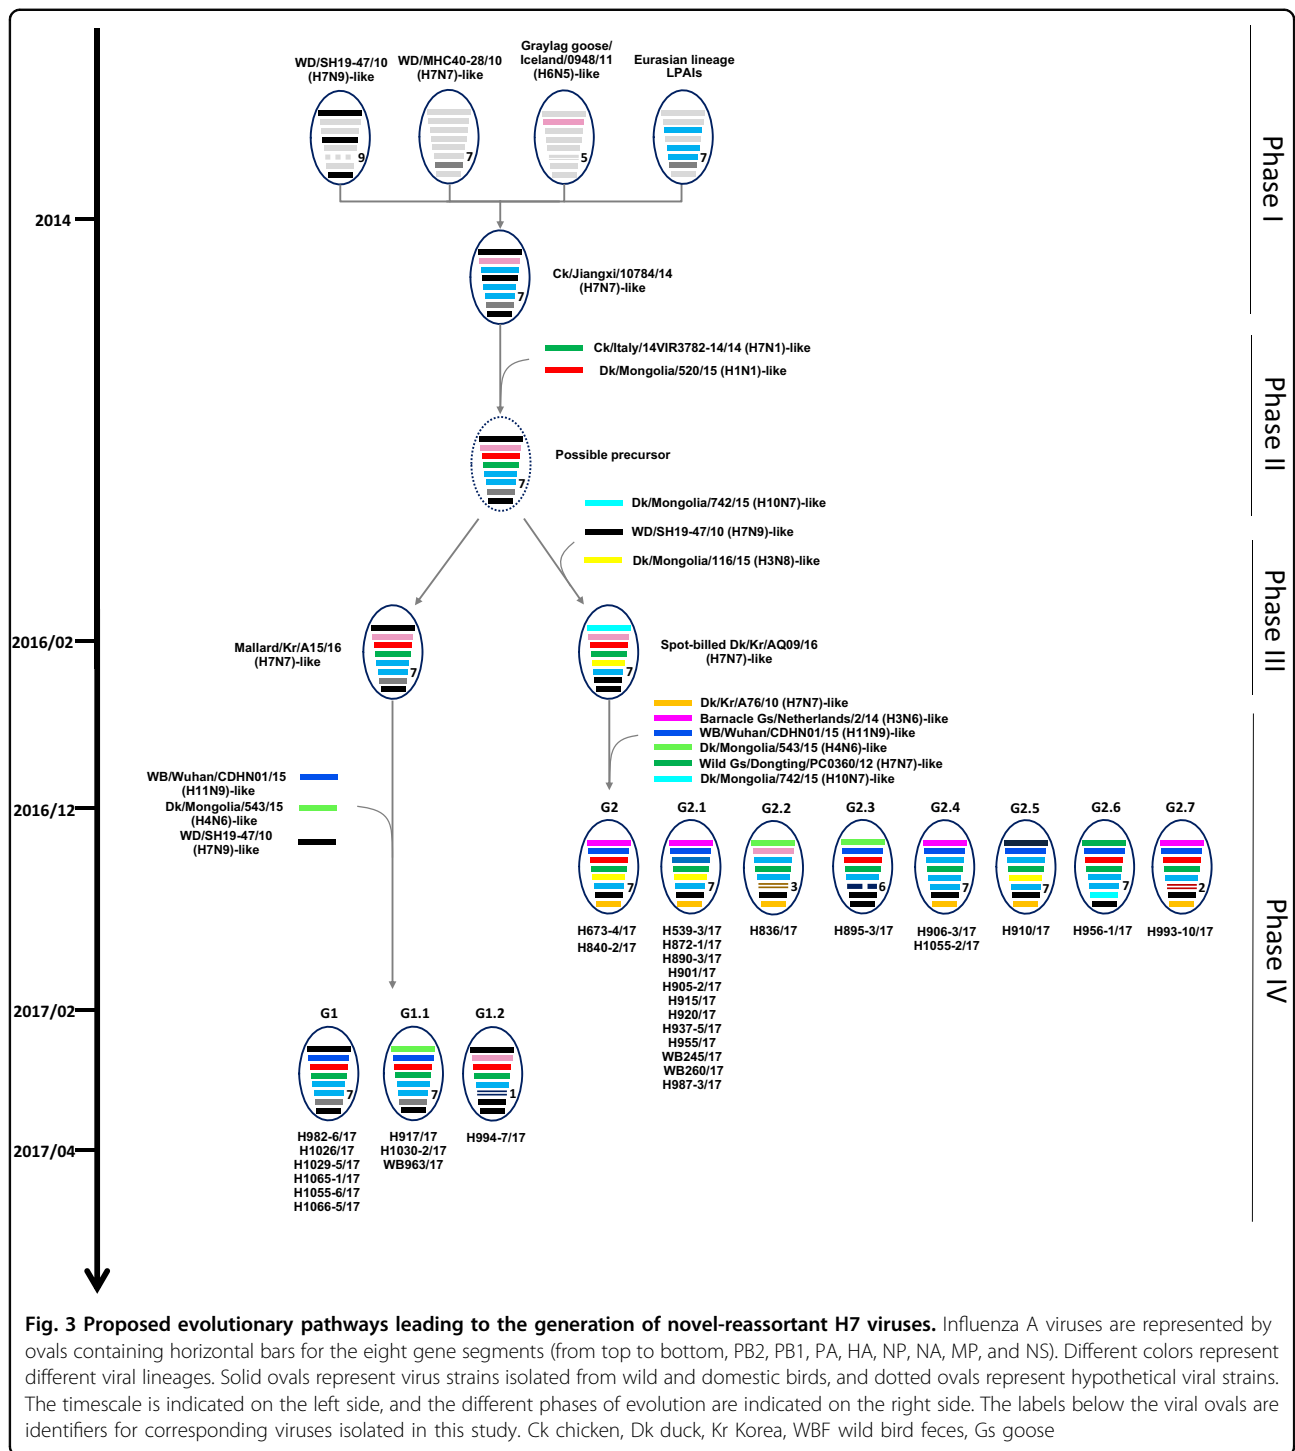 WD/SH19-47/10
(H7N9)-like
WD/MHC40-28/10
(H7N7)-like
Graylag goose/
Iceland/0948/11
(H6N5)-like
Eurasian lineage
LPAIs
9
7
5
7
Phase I
2014
Ck/Jiangxi/10784/14
(H7N7)-like
7
Ck/Italy/14VIR3782-14/14 (H7N1)-like
Dk/Mongolia/520/15 (H1N1)-like
Phase II
Possible precursor
7
Dk/Mongolia/742/15 (H10N7)-like
WD/SH19-47/10 (H7N9)-like
Dk/Mongolia/116/15 (H3N8)-like
Phase III
2016/02
Mallard/Kr/A15/16
(H7N7)-like
7
7
Spot-billed Dk/Kr/AQ09/16
(H7N7)-like
Dk/Kr/A76/10 (H7N7)-like
Barnacle Gs/Netherlands/2/14 (H3N6)-like
WB/Wuhan/CDHN01/15 (H11N9)-like
Dk/Mongolia/543/15 (H4N6)-like
Wild Gs/Dongting/PC0360/12 (H7N7)-like
Dk/Mongolia/742/15 (H10N7)-like
WB/Wuhan/CDHN01/15
(H11N9)-like
Dk/Mongolia/543/15
(H4N6)-like
WD/SH19-47/10
(H7N9)-like
2016/12
Phase IV
G2
G2.1
G2.2
G2.3
G2.4
G2.5
G2.6
G2.7
7
7
3
6
7
7
7
2
H673-4/17
H840-2/17
H539-3/17
H872-1/17
H890-3/17
H901/17
H905-2/17
H915/17
H920/17
H937-5/17
H955/17
WB245/17
WB260/17
H987-3/17
H836/17
H895-3/17
H906-3/17
H1055-2/17
H910/17
H956-1/17
H993-10/17
2017/02
G1
G1.1
G1.2
7
7
1
2017/04
H982-6/17
H1026/17
H1029-5/17
H1065-1/17
H1055-6/17
H1066-5/17
H917/17
H1030-2/17
WB963/17
H994-7/17
Fig. 3 Proposed evolutionary pathways leading to the generation of novel-reassortant H7 viruses. Influenza A viruses are represented by
ovals containing horizontal bars for the eight gene segments (from top to bottom, PB2, PB1, PA, HA, NP, NA, MP, and NS). Different colors represent
different viral lineages. Solid ovals represent virus strains isolated from wild and domestic birds, and dotted ovals represent hypothetical viral strains.
The timescale is indicated on the left side, and the different phases of evolution are indicated on the right side. The labels below the viral ovals are
identifiers for corresponding viruses isolated in this study. Ck chicken, Dk duck, Kr Korea, WBF wild bird feces, Gs goose